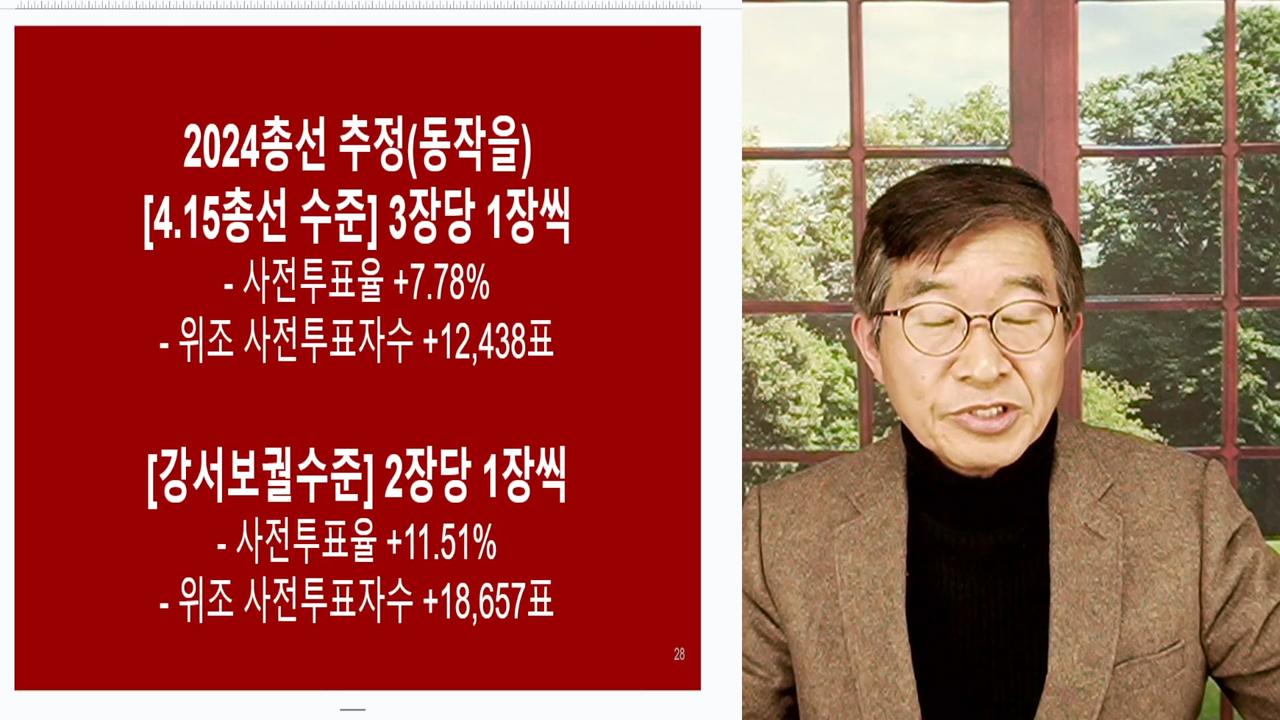 2024총선 추정(동작을)
[4.15총선 수준] 3장당 1장씩
- 사전투표율 +7.78%
- 위조 사전투표자수 +12,438표
[강서보궐수준] 2장당 1장씩
- 사전투표율 +11.51%
- 위조 사전투표자수 +18,657표
28